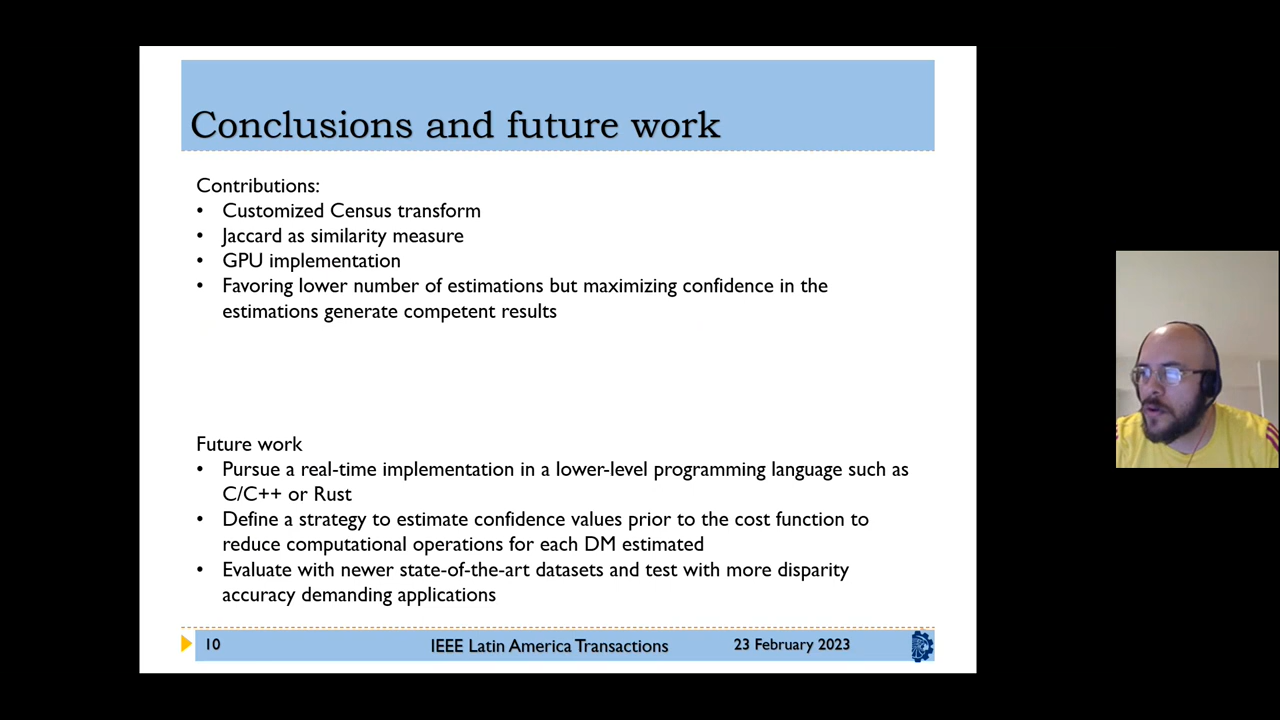 Conclusions and future work
Contributions:
• Customized Census transform
• Jaccard as similarity measure
• GPU implementation
• Favoring lower number of estimations but maximizing confidence in the
estimations generate competent results
Future work
• Pursue a real-time implementation in a lower-level programming language such as
C/C++ or Rust
• Define a strategy to estimate confidence values prior to the cost function to
reduce computational operations for each DM estimated
• Evaluate with newer state-of-the-art datasets and test with more disparity
accuracy demanding applications
10 IEEE Latin America Transactions 23 February 2023